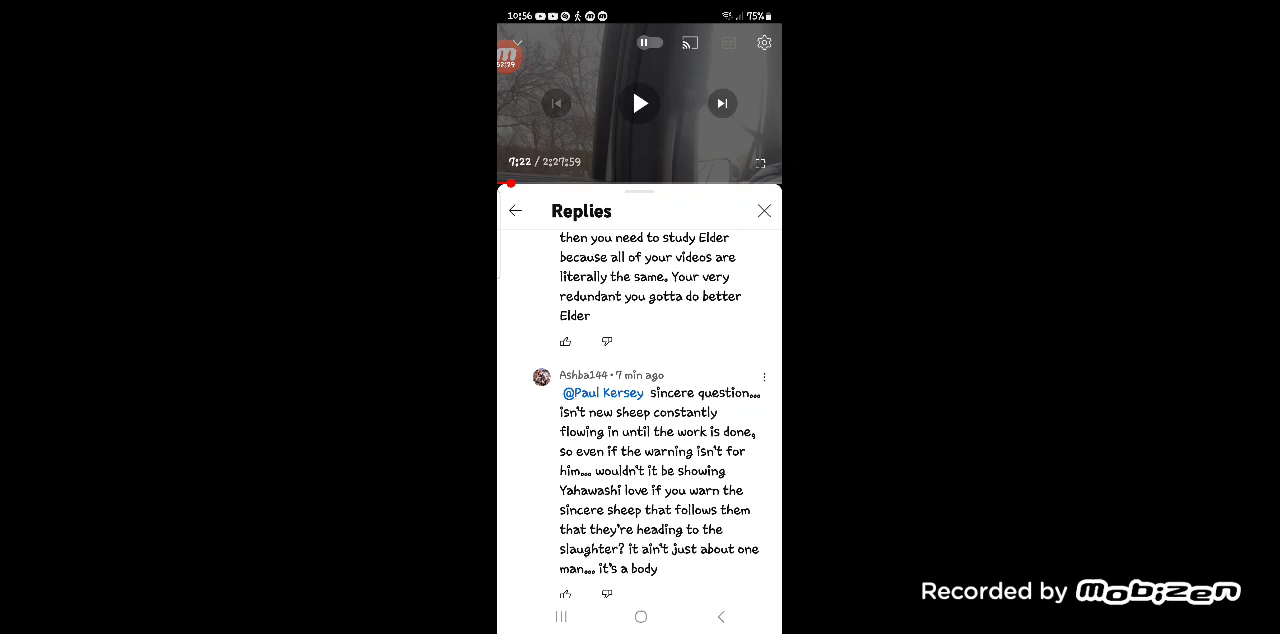 10:56
75%
52:29
7:22 / 2:27:59
Replies
then you need to study Elder
because all of your videos are
literally the same. Your very
redundant you gotta do better
Elder
Ashba144 • 7 min ago
@Paul Kersey sincere question...
isn't new sheep constantly
flowing in until the work is done,
so even if the warning isn't for
him... wouldn't it be showing
Yahawashi love if you warn the
sincere sheep that follows them
that they're heading to the
slaughter? it ain't just about one
man... it's a body
Recorded by mobizen